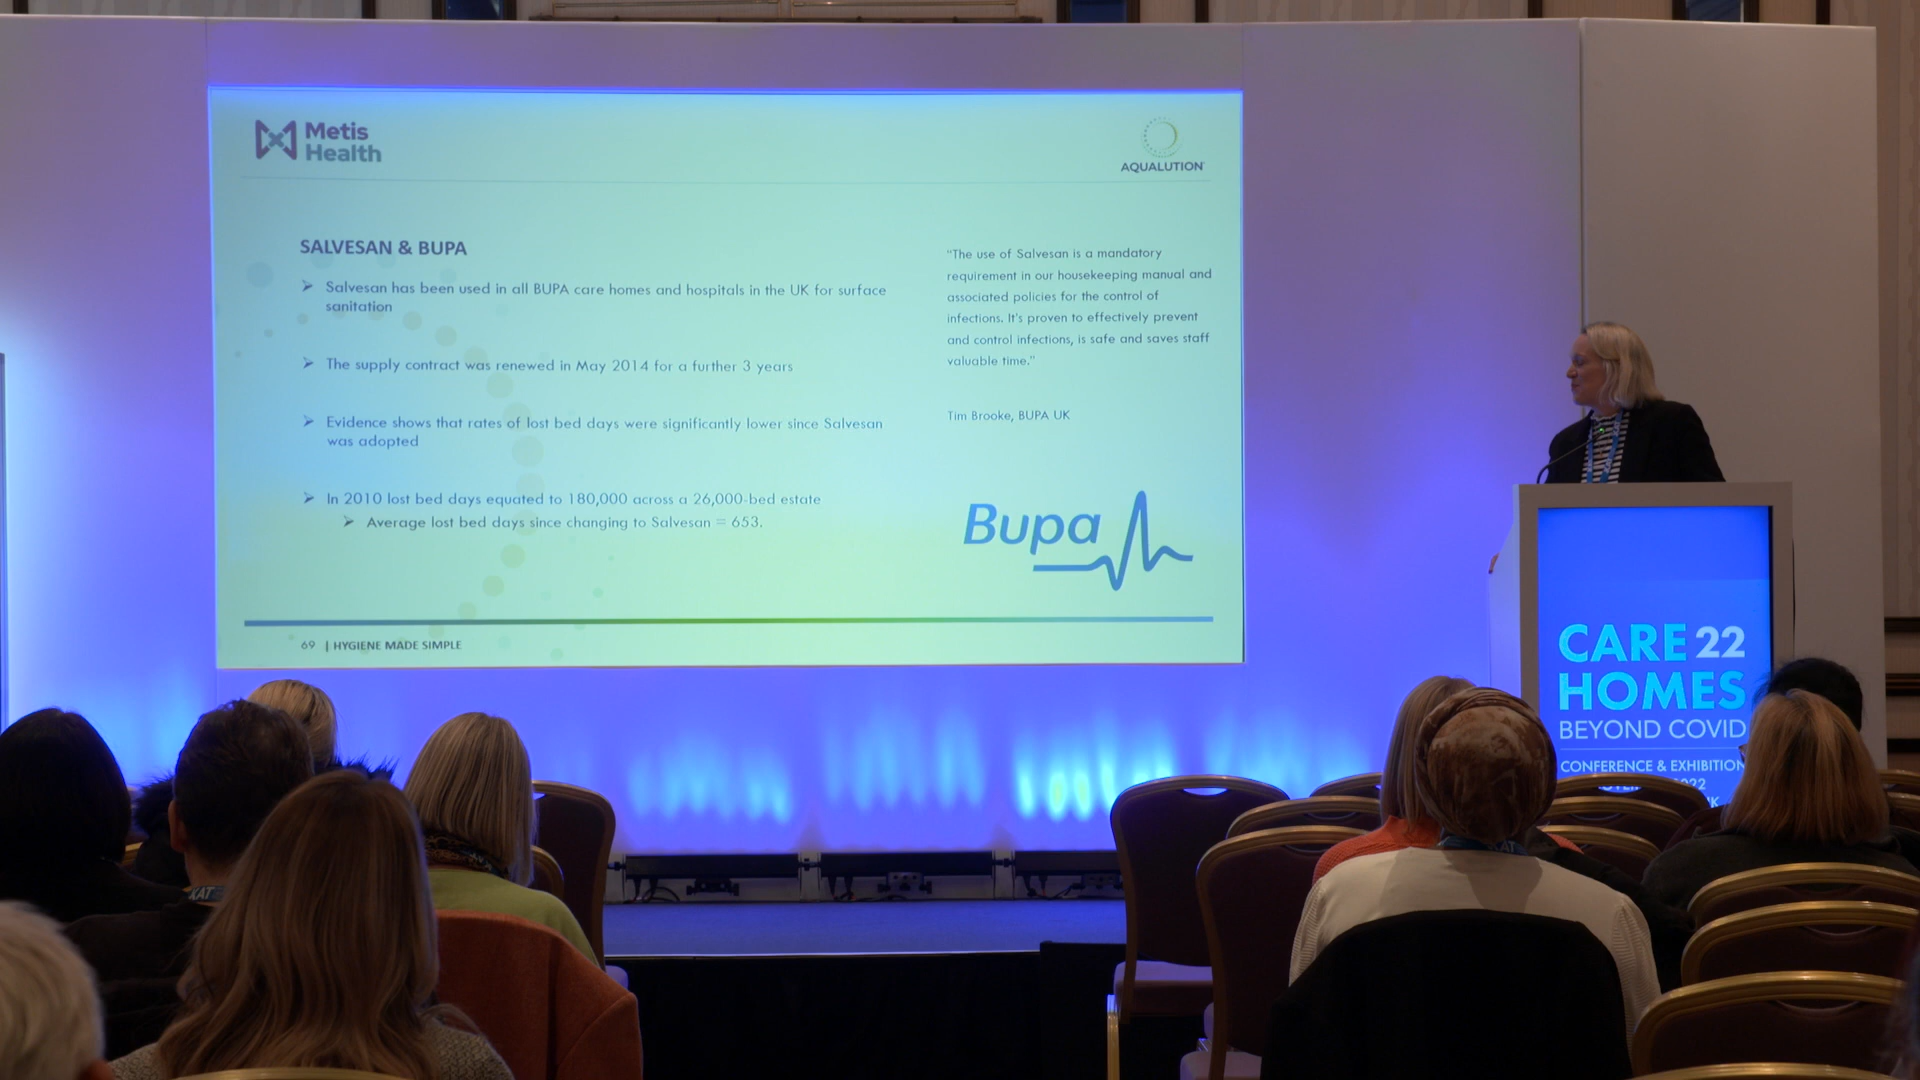 Metis
Health
AQUALUTION
SALVESAN & BUPA
➢ Salvesan has been used in all BUPA care homes and hospitals in the UK for surface
sanitation
➢ The supply contract was renewed in May 2014 for a further 3 years
➢ Evidence shows that rates of lost bed days were significantly lower since Salvesan
was adopted
➢ In 2010 lost bed days equated to 180,000 across a 26,000-bed estate
➢ Average lost bed days since changing to Salvesan = 653.
"The use of Salvesan is a mandatory
requirement in our housekeeping manual and
associated policies for the control of
infections. It's proven to effectively prevent
and control infections, is safe and saves staff
valuable time."
Tim Brooke, BUPA UK
Bupa
69 | HYGIENE MADE SIMPLE
CARE 22
HOMES
BEYOND COVID
CONFERENCE & EXHIBITION